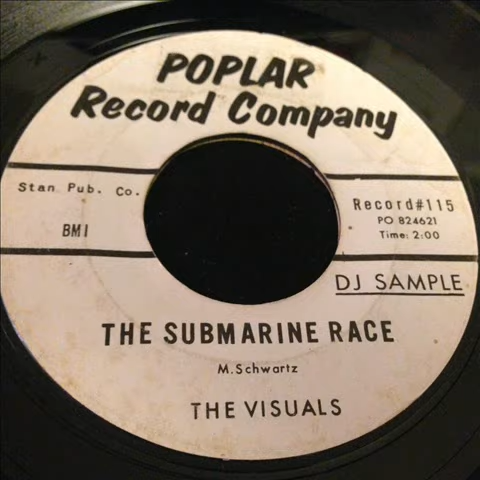 POPLAR
Record Company
Stan Pub. Co.
BMI
Record#115
PO 824621
Time: 2:00
DJ SAMPLE
THE SUBMARINE RACE
M. Schwartz
THE VISUALS